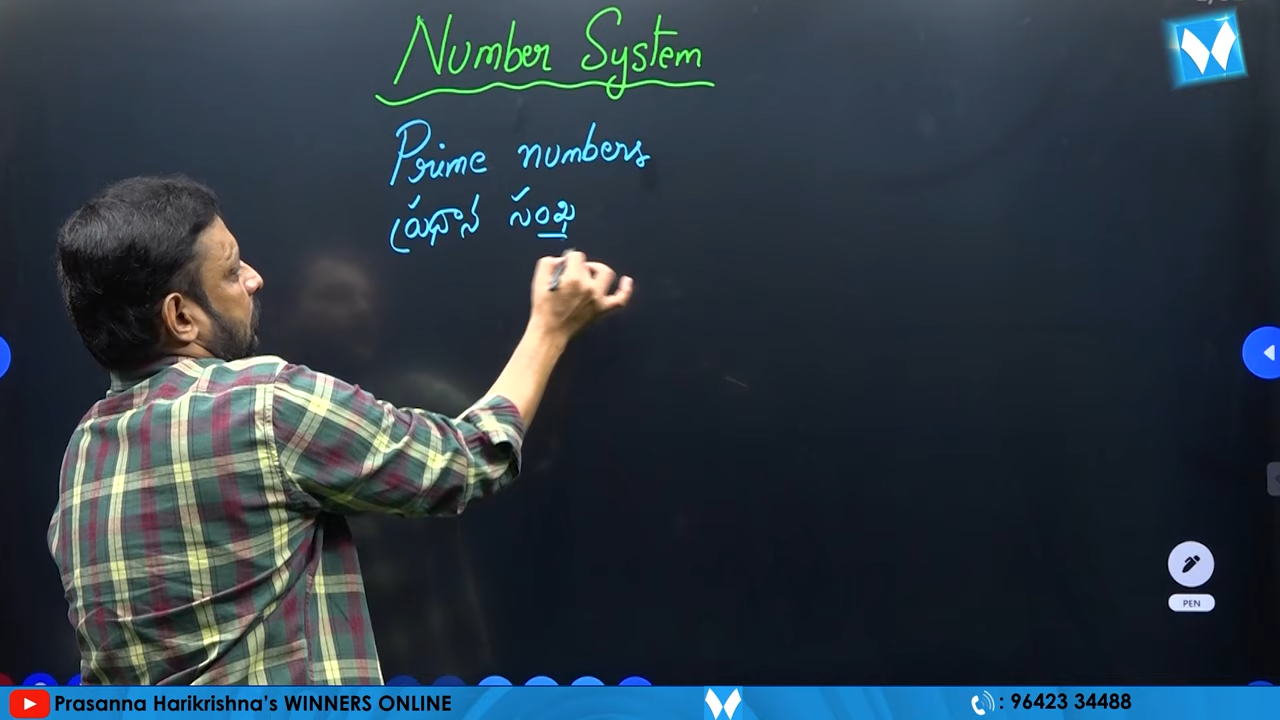 Number System
Prime numbers
ప్రధాన సంఖ
PEN
Prasanna Harikrishna's WINNERS ONLINE
: 96423 34488